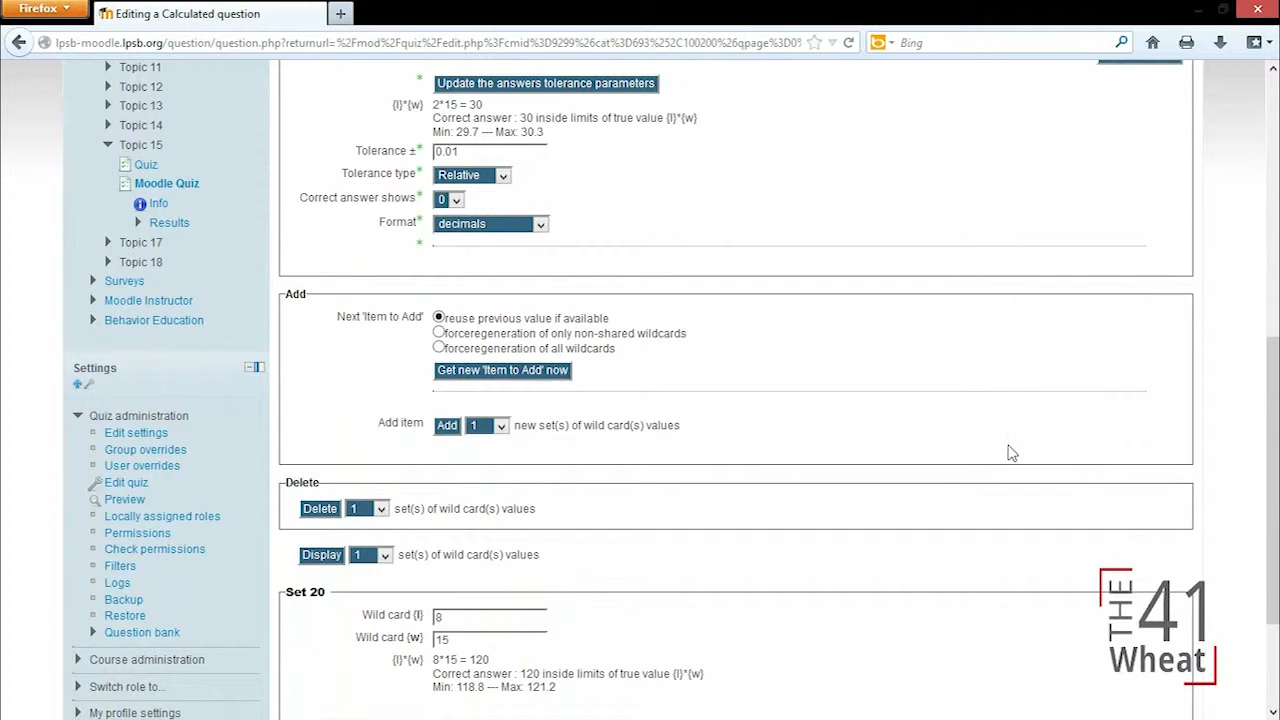 Firefox
Editing a Calculated question
lpsb-moodle.lpsb.org/question/question.php?returnurl=%2Fmod%2Fquiz%2Fedit.php%3Fcmid%3D9299%26cat%3D693%252C100200%26qpage%3D0%
Bing
Topic 11
Topic 12
Topic 13
Topic 14
Topic 15
Quiz
Moodle Quiz
Info
Results
Topic 17
Topic 18
Surveys
Moodle Instructor
Behavior Education
Settings
Quiz administration
Edit settings
Group overrides
User overrides
Edit quiz
Preview
Locally assigned roles
Permissions
Check permissions
Filters
Logs
Backup
Restore
Question bank
Course administration
Switch role to...
My profile settings
* Update the answers tolerance parameters
{l}*{w} 2*15 = 30
Correct answer : 30 inside limits of true value {l}*{w}
Min: 29.7 --- Max: 30.3
Tolerance ±* 0.01
Tolerance type* Relative
Correct answer shows* 0
Format* decimals
*
Add
Next 'Item to Add' reuse previous value if available
forceregeneration of only non-shared wildcards
forceregeneration of all wildcards
Get new 'Item to Add' now
Add item Add 1 new set(s) of wild card(s) values
Delete
Delete 1 set(s) of wild card(s) values
Display 1 set(s) of wild card(s) values
Set 20
Wild card {l} 8
Wild card {w} 15
{l}*{w} 8*15 = 120
Correct answer : 120 inside limits of true value {l}*{w}
Min: 118.8 --- Max: 121.2
THE 41
Wheat